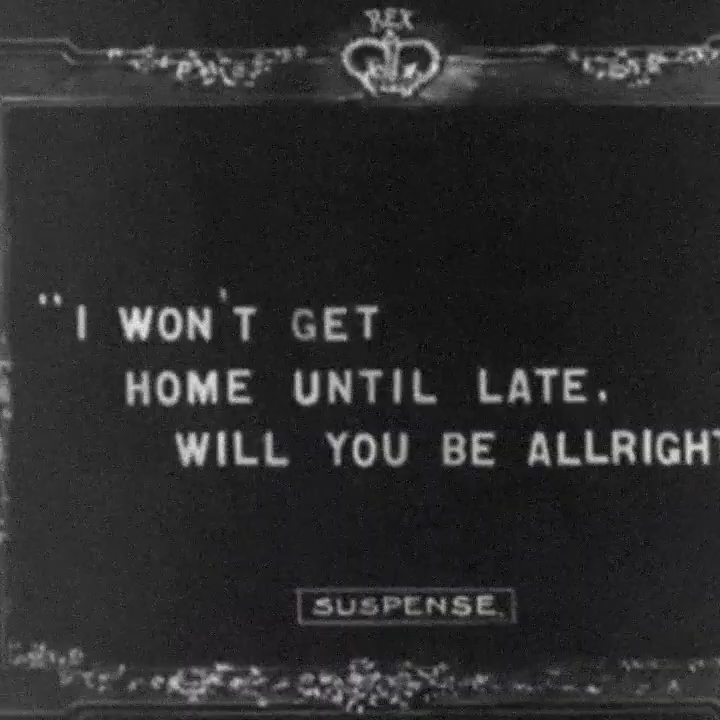 REX
"I WON'T GET
HOME UNTIL LATE.
WILL YOU BE ALLRIGHT
SUSPENSE.